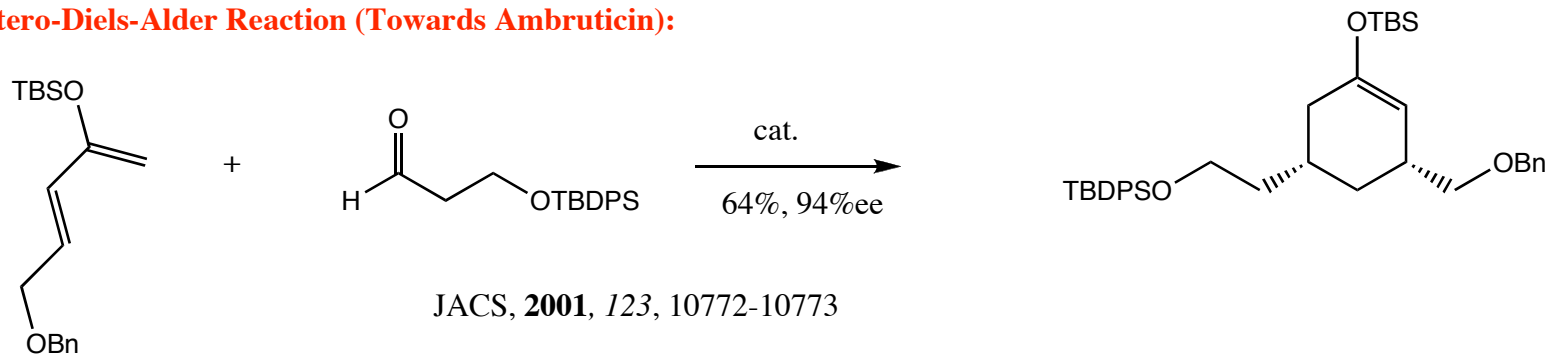 tero-Diels-Alder Reaction (Towards Ambruticin):
OTBS
TBSO
O
cat.
+
H
OTBDPS
64%, 94%ee
OBn
TBDPSO
JACS, 2001, 123, 10772-10773
OBn